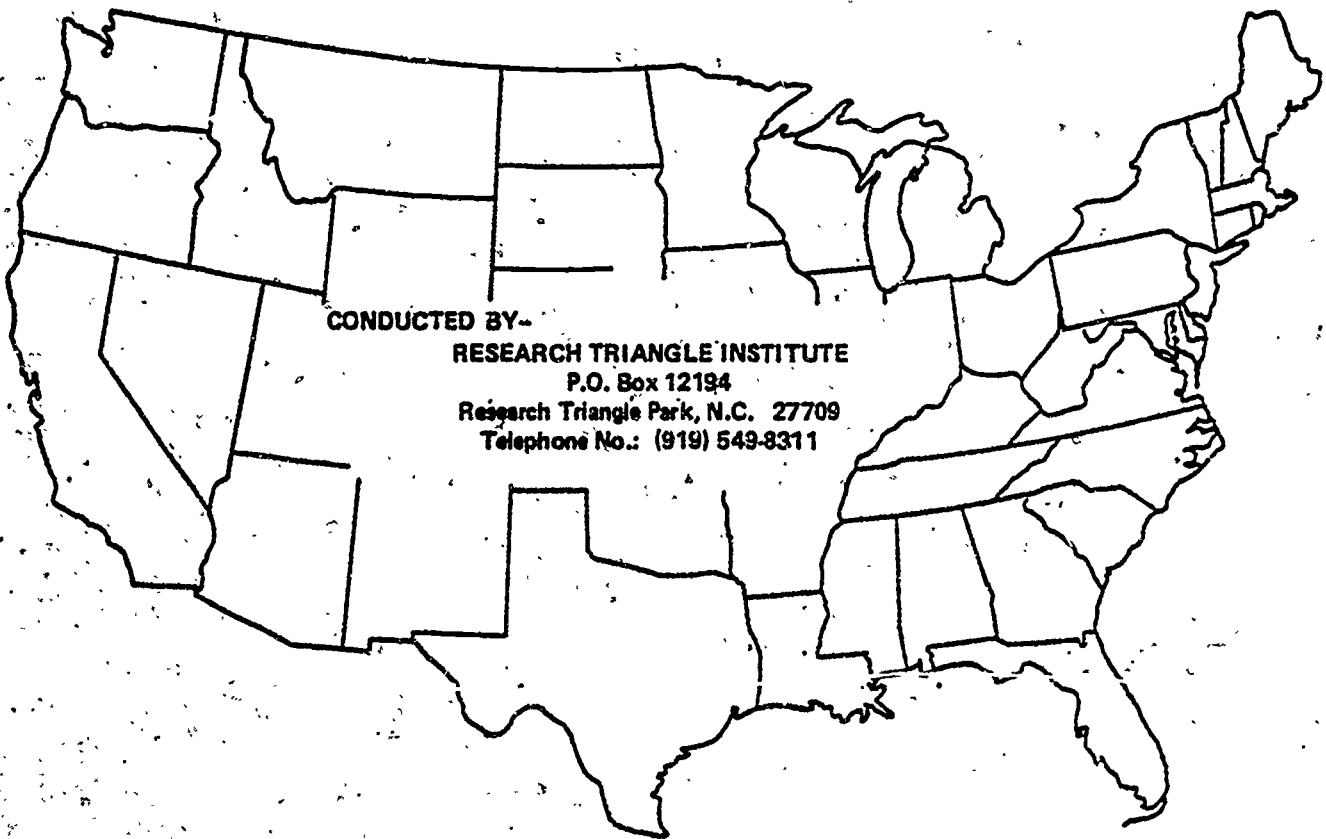 CONDUCTED BY--
RESEARCH TRIANGLE INSTITUTE
P.O. Box 12194
Research Triangle Park, N.C. 27709
Telephone No.: (919) 549-8311